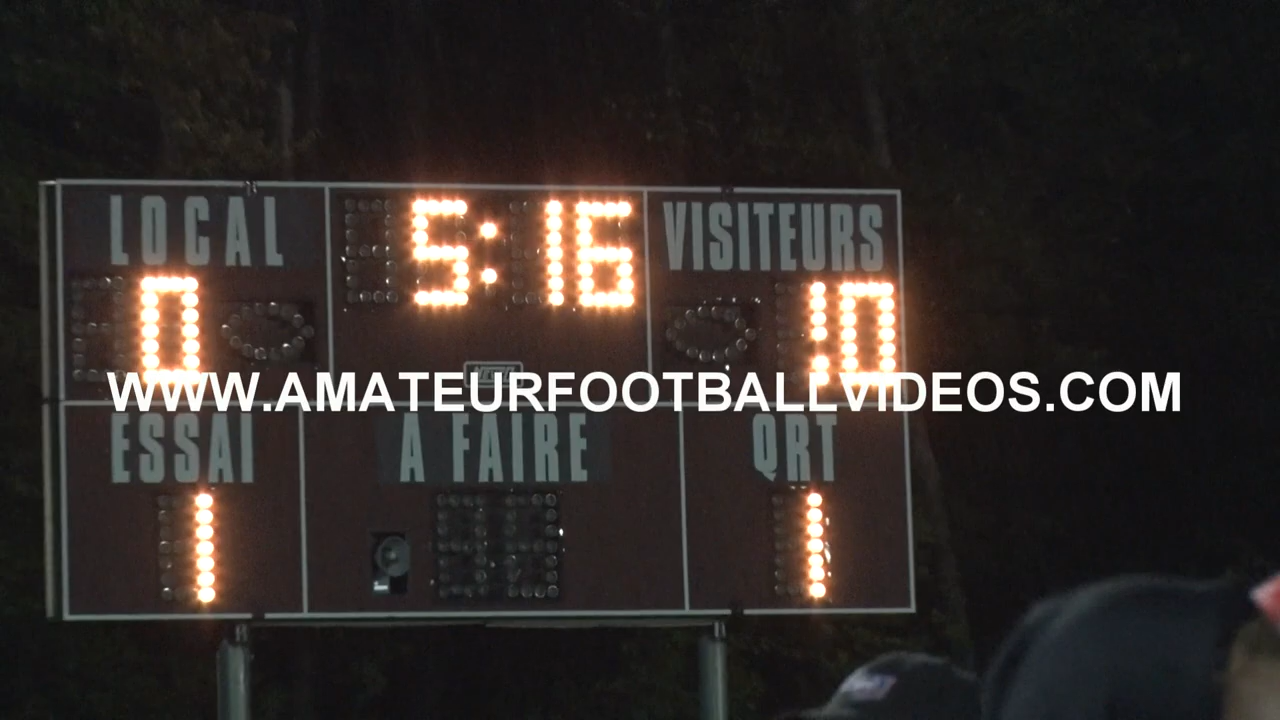 LOCAL 5:16 VISITEURS
0 10
WWW.AMATEURFOOTBALLVIDEOS.COM
ESSAI A FAIRE QRT
1 1